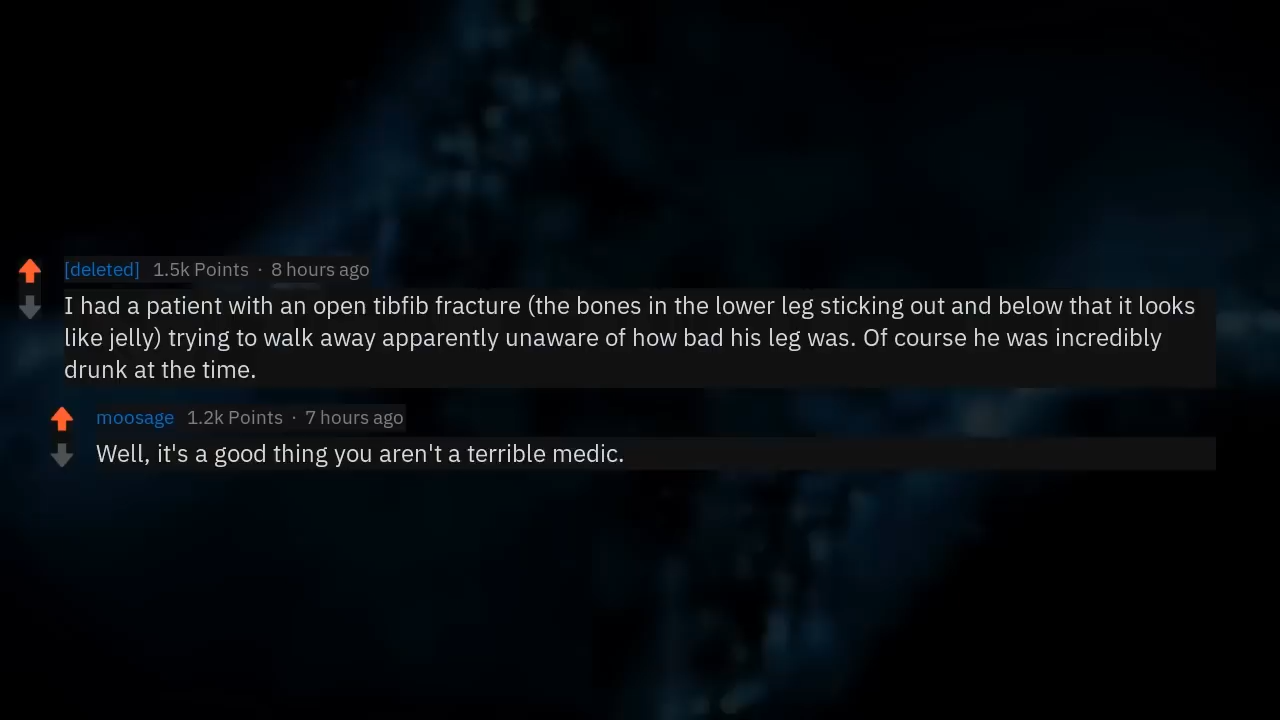 [deleted] 1.5k Points · 8 hours ago
I had a patient with an open tibfib fracture (the bones in the lower leg sticking out and below that it looks
like jelly) trying to walk away apparently unaware of how bad his leg was. Of course he was incredibly
drunk at the time.
moosage 1.2k Points · 7 hours ago
Well, it's a good thing you aren't a terrible medic.